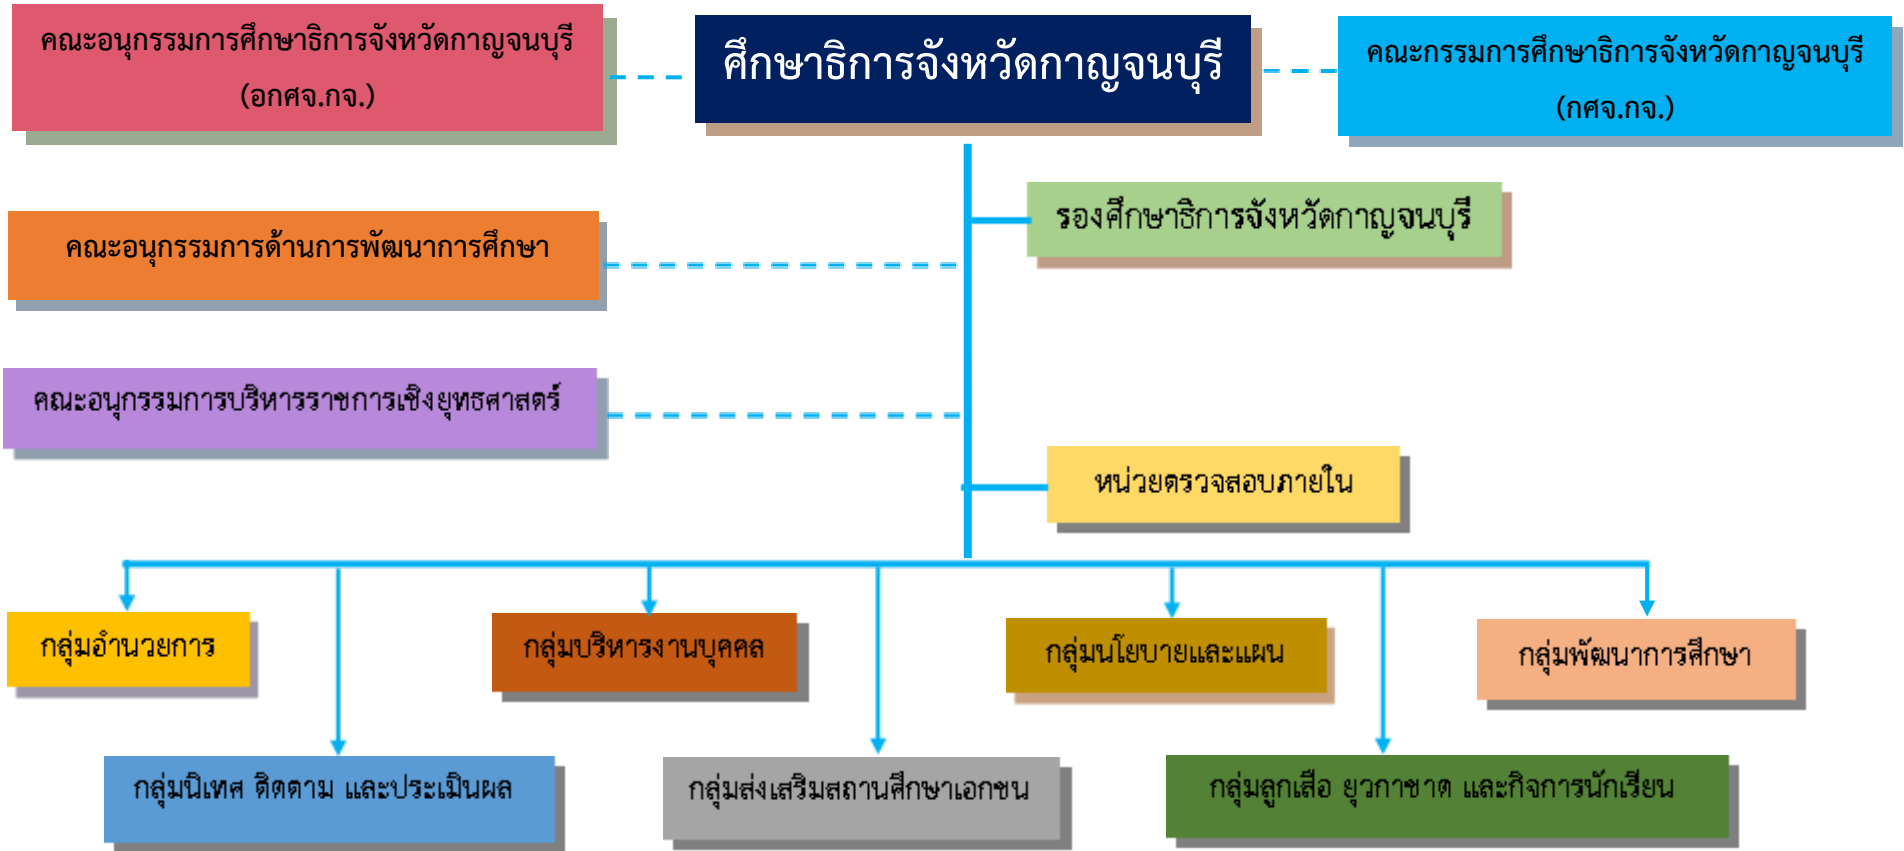 คณะอนุกรรมการศึกษาธิการจังหวัดกาญจนบุรี
(อกศจ.กจ.)
ศึกษาธิการจังหวัดกาญจนบุรี
คณะกรรมการศึกษาธิการจังหวัดกาญจนบุรี
(กศจ.กจ.)
รองศึกษาธิการจังหวัดกาญจนบุรี
คณะอนุกรรมการด้านการพัฒนาการศึกษา
คณะอนุกรรมการบริหารราชการเชิงยุทธศาสตร์
หน่วยตรวจสอบภายใน
กลุ่มอำนวยการ
กลุ่มบริหารงานบุคคล
กลุ่มนโยบายและแผน
กลุ่มพัฒนาการศึกษา
กลุ่มนิเทศ ติดตาม และประเมินผล
กลุ่มส่งเสริมสถานศึกษาเอกชน
กลุ่มลูกเสือ ยุวกาชาด และกิจการนักเรียน